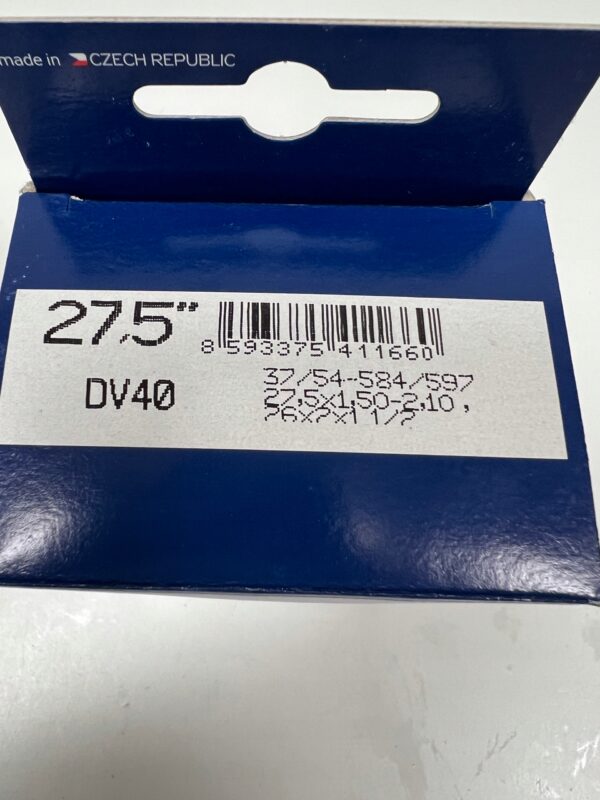 made in CZECH REPUBLIC
27,5"
8 593375 411660
DV40
37/54-584/597
27,5x1,50-2,10,
26x2x1 1/2